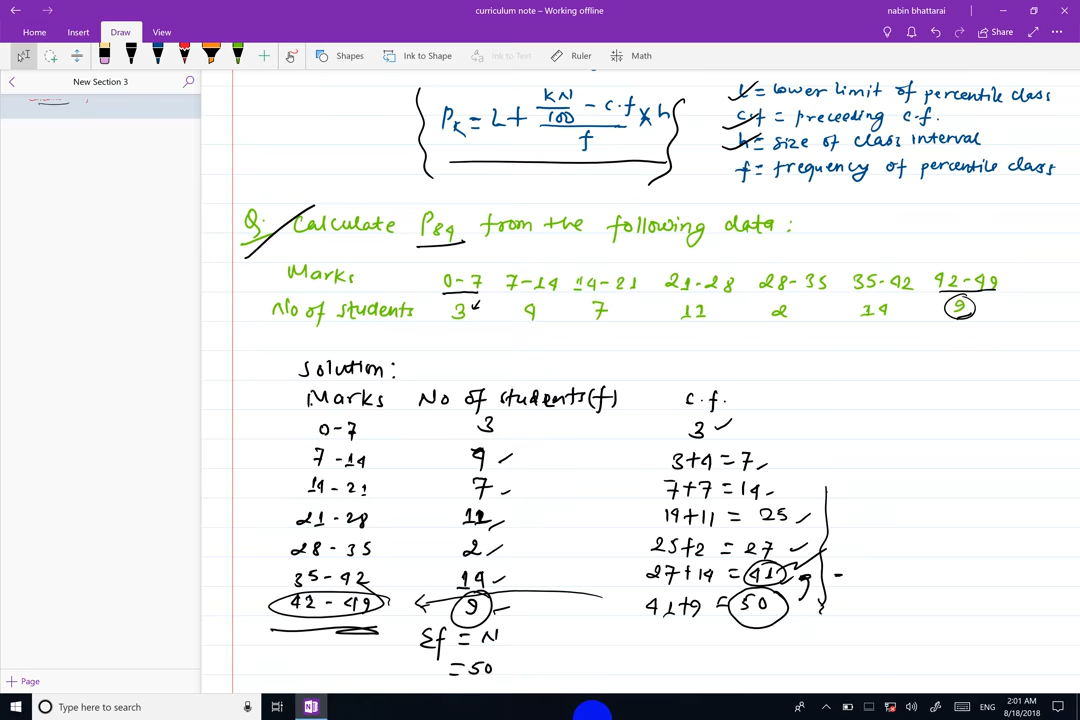 curriculum note – Working offline
nabin bhattarai
Home Insert Draw View
Share
Shapes Ink to Shape Ink to Text Ruler Math
New Section 3
Pk = L + kN/100 - c.f / f × h
L = lower limit of percentile class
c.f = preceeding c.f.
h = size of class interval
f = frequency of percentile class
Q. Calculate P84 from the following data :
Marks 0-7 7-14 14-21 21-28 28-35 35-42 42-49
No of students 3 4 7 11 2 14 9
Solution:
Marks No of students (f) c.f.
0-7 3 3
7-14 4 3+4 = 7
14-21 7 7+7 = 14
21-28 11 14+11 = 25
28-35 2 25+2 = 27
35-42 14 27+14 = 41
42-49 9 41+9 = 50
Σf = N
= 50
+ Page
Type here to search
ENG
2:01 AM
8/18/2018